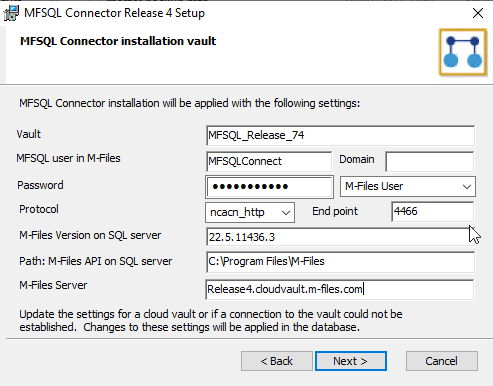 MFSQL Connector Release 4 Setup
MFSQL Connector installation vault
MFSQL Connector installation will be applied with the following settings:
Vault MFSQL_Release_74
MFSQL user in M-Files MFSQLConnect Domain
Password ●●●●●●●●●●● M-Files User
Protocol ncacn_http End point 4466
M-Files Version on SQL server 22.5.11436.3
Path: M-Files API on SQL server C:\Program Files\M-Files
M-Files Server Release4.cloudvault.m-files.com
Update the settings for a cloud vault or if a connection to the vault could not be
established. Changes to these settings will be applied in the database.
< Back Next > Cancel